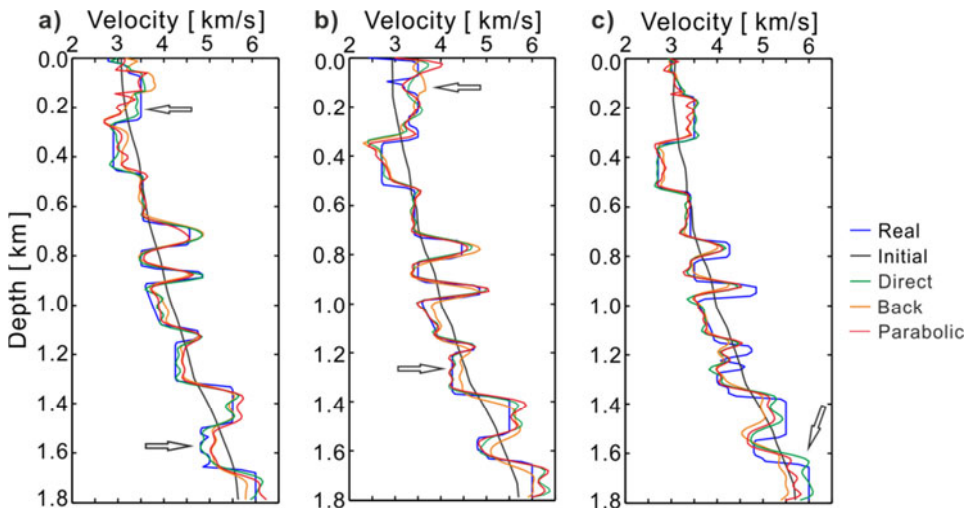 a) Velocity [ km/s] b) Velocity [ km/s] c) Velocity [ km/s]
2 3 4 5 6 2 3 4 5 6 2 3 4 5 6
0.0 0.0 0.0
0.2 0.2 0.2
0.4 0.4 0.4
0.6 0.6 0.6
0.8 0.8 0.8
1.0 1.0 1.0
1.2 1.2 1.2
1.4 1.4 1.4
1.6 1.6 1.6
1.8 1.8 1.8
Depth [ km]
Real
Initial
Direct
Back
Parabolic